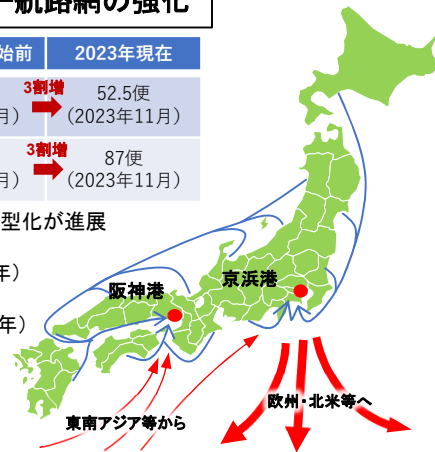 ー航路網の強化
始前
2023年現在
3割増
52.5便
月）
（2023年11月）
3割増
87便
月）
（2023年11月）
型化が進展
年）
年）
阪神港
京浜港
東南アジア等から
欧州・北米等へ